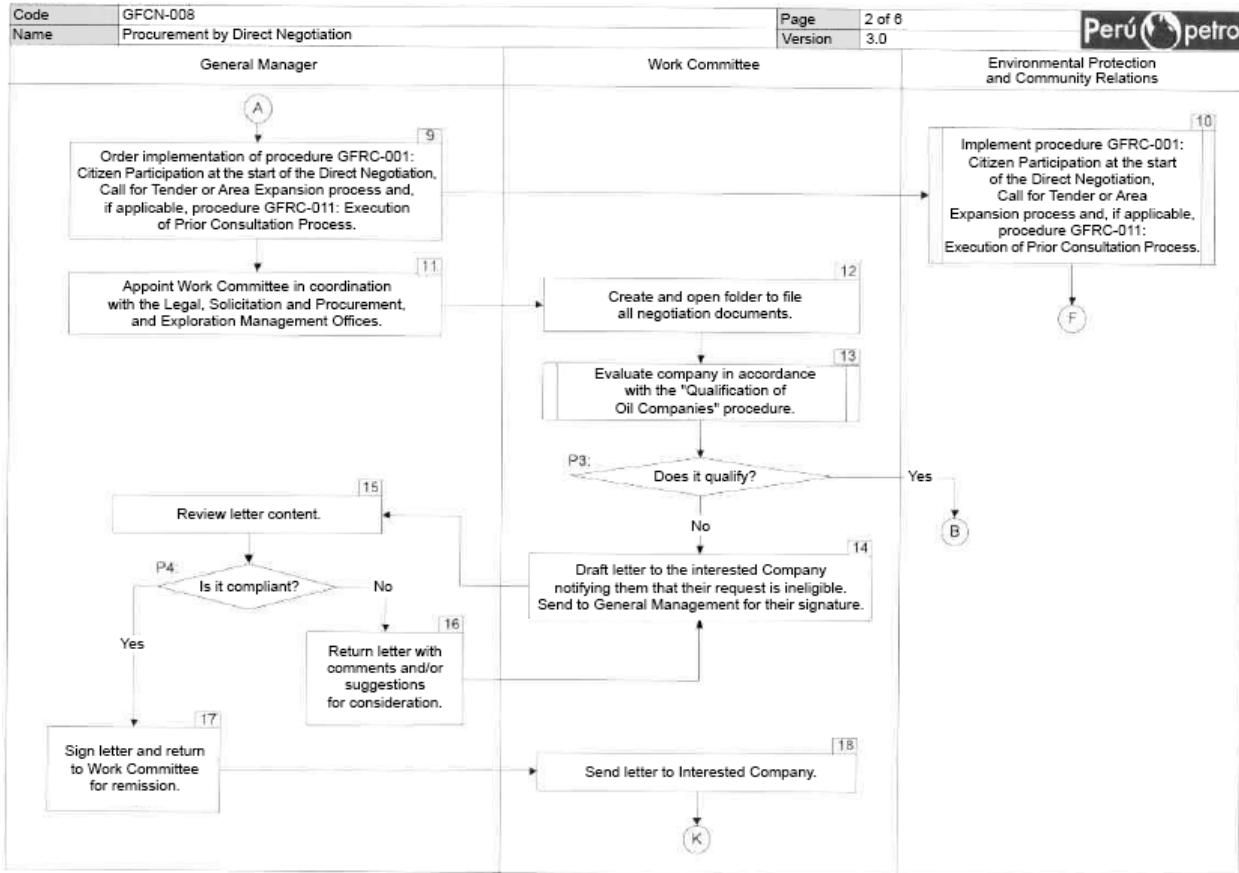 Code GFCN-008
Name Procurement by Direct Negotiation
Page 2 of 6
Version 3.0
Perú petro
General Manager
Work Committee
Environmental Protection
and Community Relations
A
9
Order implementation of procedure GFRC-001:
Citizen Participation at the start of the Direct Negotiation,
Call for Tender or Area Expansion process and,
if applicable, procedure GFRC-011: Execution
of Prior Consultation Process.
10
Implement procedure GFRC-001:
Citizen Participation at the start
of the Direct Negotiation,
Call for Tender or Area
Expansion process and, if applicable,
procedure GFRC-011:
Execution of Prior Consultation Process.
11
Appoint Work Committee in coordination
with the Legal, Solicitation and Procurement,
and Exploration Management Offices.
12
Create and open folder to file
all negotiation documents.
F
13
Evaluate company in accordance
with the "Qualification of
Oil Companies" procedure.
P3:
Does it qualify?
Yes
B
No
14
Draft letter to the interested Company
notifying them that their request is ineligible.
Send to General Management for their signature.
15
Review letter content.
P4:
Is it compliant?
No
Yes
16
Return letter with
comments and/or
suggestions
for consideration.
17
Sign letter and return
to Work Committee
for remission.
18
Send letter to Interested Company.
K